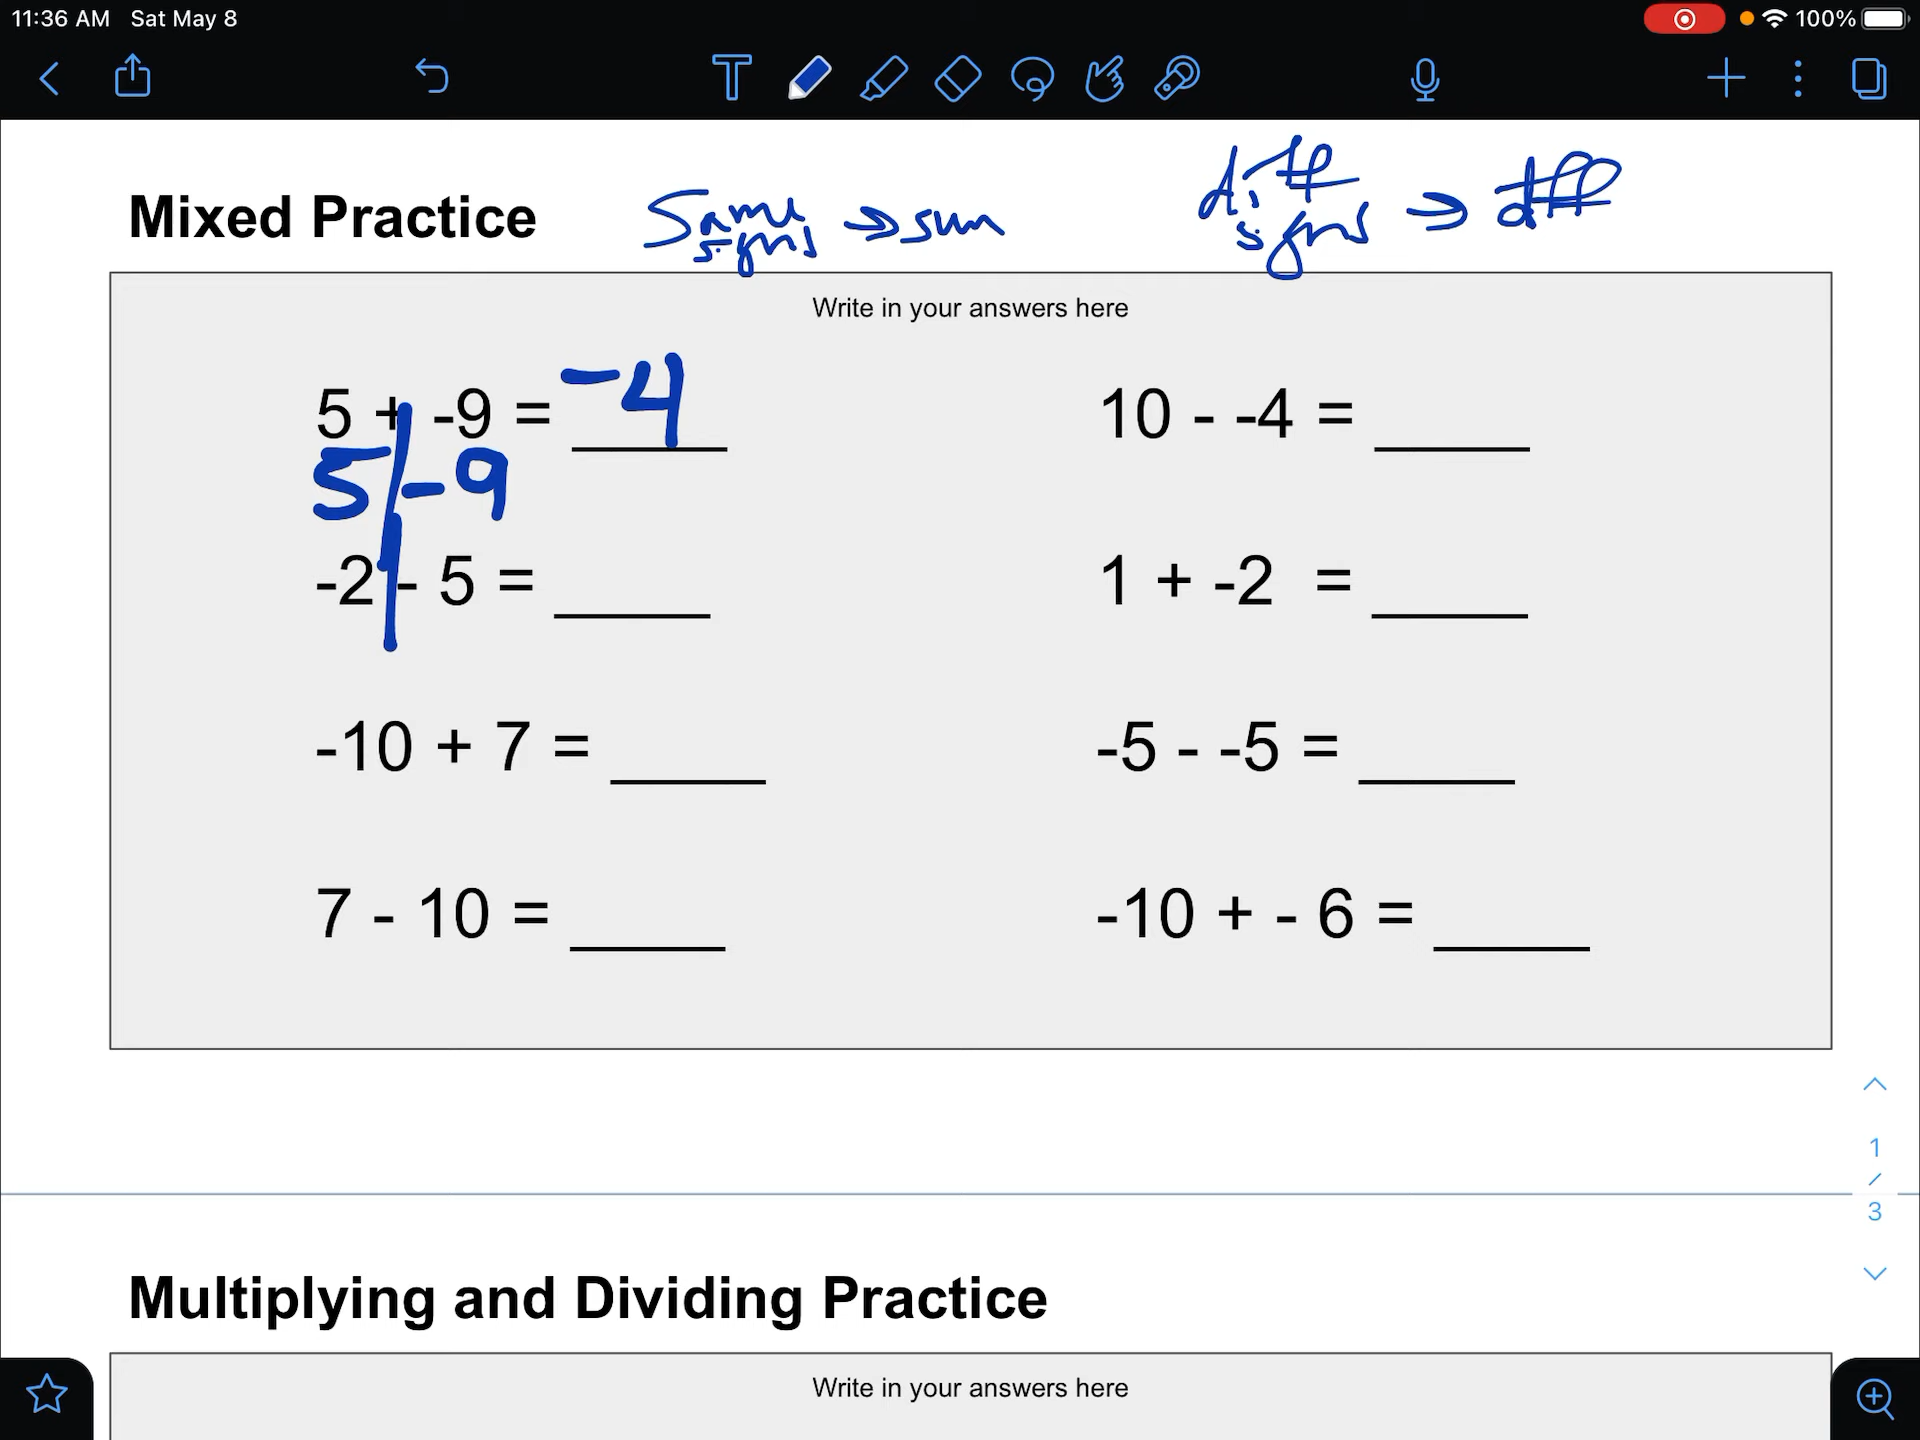 11:36 AM Sat May 8
100%
Mixed Practice
Same signs → sum
diff signs → diff
Write in your answers here
5 + -9 = -4
5 -9
10 - -4 = ____
-2 - 5 = ____
1 + -2 = ____
-10 + 7 = ____
-5 - -5 = ____
7 - 10 = ____
-10 + - 6 = ____
1
/
3
Multiplying and Dividing Practice
Write in your answers here